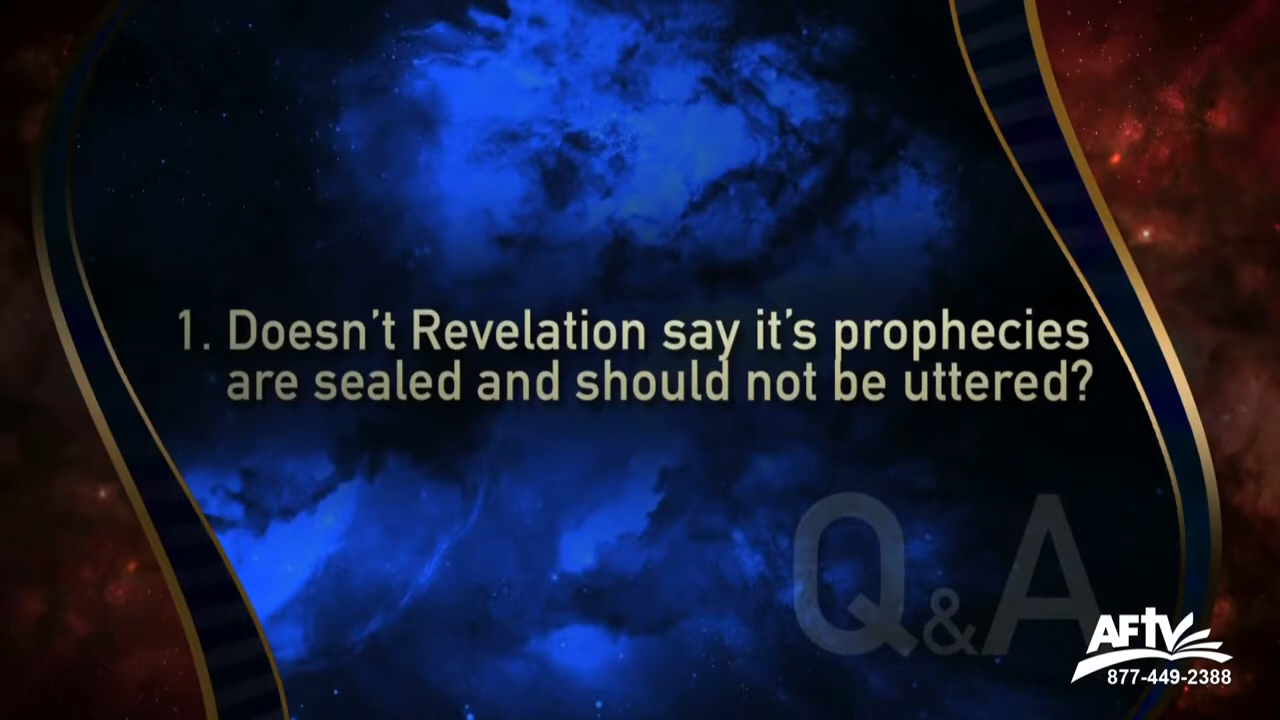 1. Doesn't Revelation say it's prophecies
are sealed and should not be uttered?
Q&A
AFtv
877-449-2388